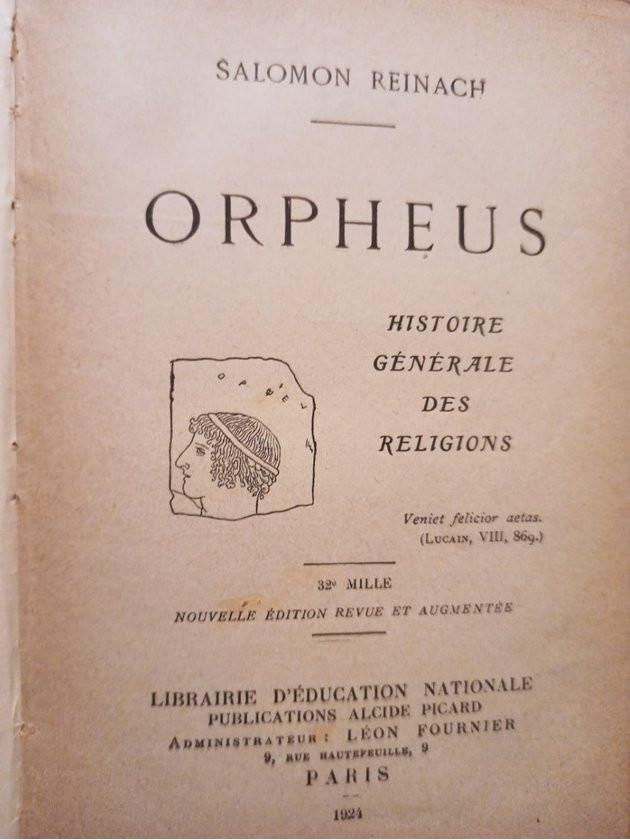 SALOMON REINACH
ORPHEUS
HISTOIRE
GÉNÉRALE
DES
RELIGIONS
Veniet felicior aetas.
(LUCAIN, VIII, 869.)
32e MILLE
NOUVELLE ÉDITION REVUE ET AUGMENTÉE
LIBRAIRIE D'ÉDUCATION NATIONALE
PUBLICATIONS ALCIDE PICARD
ADMINISTRATEUR : LÉON FOURNIER
9, RUE HAUTEFEUILLE, 9
PARIS
1924